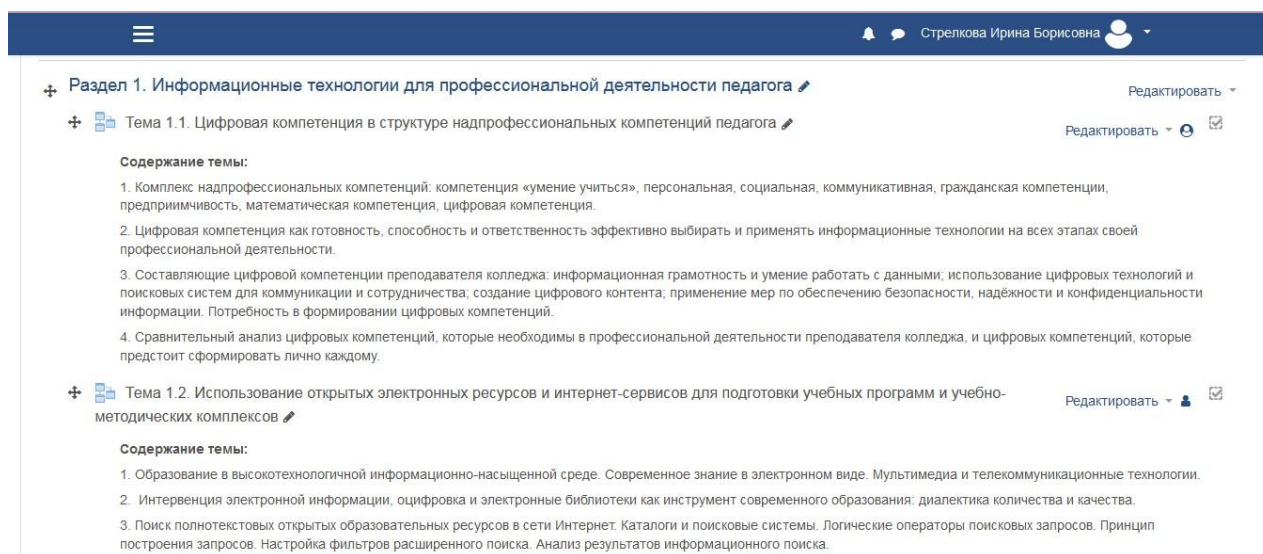 Стрелкова Ирина Борисовна
Раздел 1. Информационные технологии для профессиональной деятельности педагога
Редактировать
Тема 1.1. Цифровая компетенция в структуре надпрофессиональных компетенций педагога
Редактировать
Содержание темы:
1. Комплекс надпрофессиональных компетенций: компетенция «умение учиться», персональная, социальная, коммуникативная, гражданская компетенции,
предприимчивость, математическая компетенция, цифровая компетенция.
2. Цифровая компетенция как готовность, способность и ответственность эффективно выбирать и применять информационные технологии на всех этапах своей
профессиональной деятельности.
3. Составляющие цифровой компетенции преподавателя колледжа: информационная грамотность и умение работать с данными; использование цифровых технологий и
поисковых систем для коммуникации и сотрудничества; создание цифрового контента; применение мер по обеспечению безопасности, надёжности и конфиденциальности
информации. Потребность в формировании цифровых компетенций.
4. Сравнительный анализ цифровых компетенций, которые необходимы в профессиональной деятельности преподавателя колледжа, и цифровых компетенций, которые
предстоит сформировать лично каждому.
Тема 1.2. Использование открытых электронных ресурсов и интернет-сервисов для подготовки учебных программ и учебно-
методических комплексов
Редактировать
Содержание темы:
1. Образование в высокотехнологичной информационно-насыщенной среде. Современное знание в электронном виде. Мультимедиа и телекоммуникационные технологии.
2. Интервенция электронной информации, оцифровка и электронные библиотеки как инструмент современного образования: диалектика количества и качества.
3. Поиск полнотекстовых открытых образовательных ресурсов в сети Интернет. Каталоги и поисковые системы. Логические операторы поисковых запросов. Принцип
построения запросов. Настройка фильтров расширенного поиска. Анализ результатов информационного поиска.